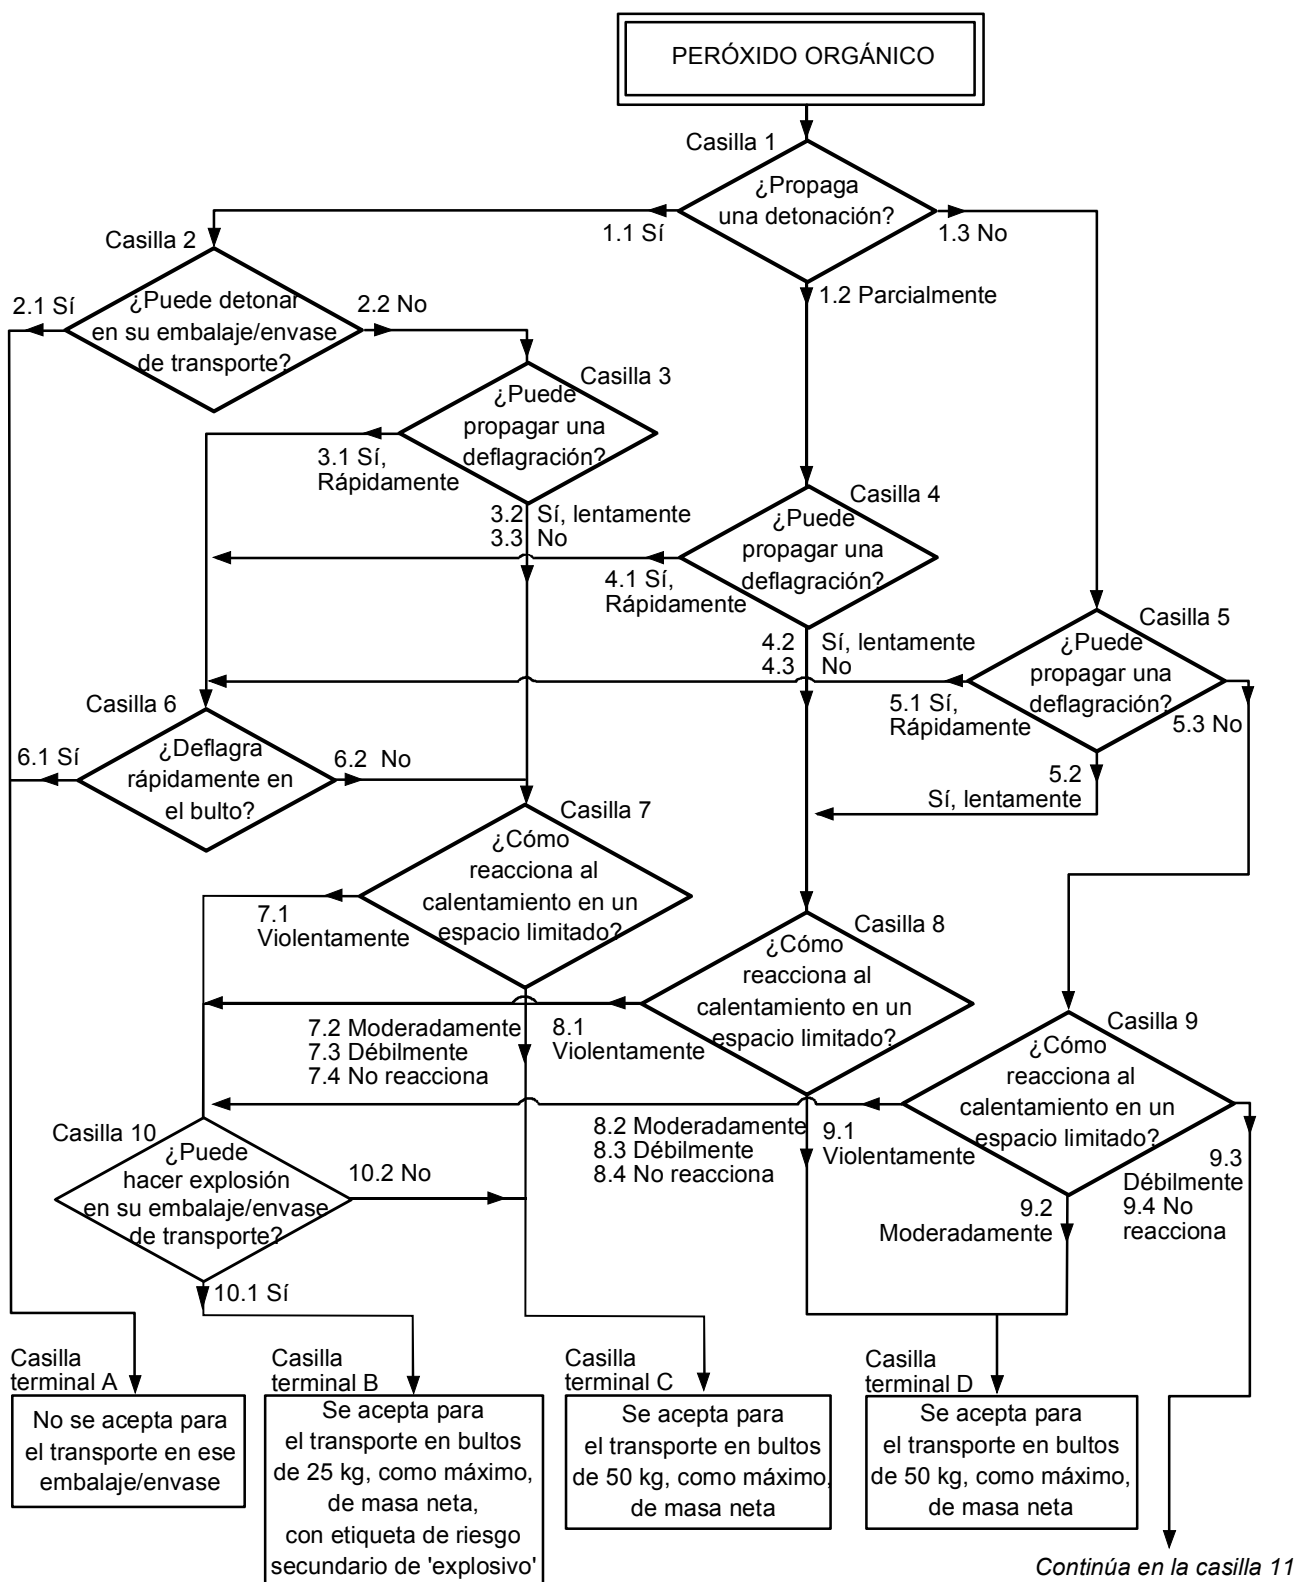 PERÓXIDO ORGÁNICO
Casilla 1
¿Propaga
una detonación?
1.1 Sí
1.3 No
1.2 Parcialmente
Casilla 2
¿Puede detonar
en su embalaje/envase
de transporte?
2.1 Sí
2.2 No
Casilla 3
¿Puede
propagar una
deflagración?
3.1 Sí,
Rápidamente
3.2 Sí, lentamente
3.3 No
Casilla 4
¿Puede
propagar una
deflagración?
4.1 Sí,
Rápidamente
4.2 Sí, lentamente
4.3 No
Casilla 5
¿Puede
propagar una
deflagración?
5.1 Sí,
Rápidamente
5.3 No
5.2
Sí, lentamente
Casilla 6
¿Deflagra
rápidamente en
el bulto?
6.1 Sí
6.2 No
Casilla 7
¿Cómo
reacciona al
calentamiento en un
espacio limitado?
7.1
Violentamente
7.2 Moderadamente
7.3 Débilmente
7.4 No reacciona
Casilla 8
¿Cómo
reacciona al
calentamiento en un
espacio limitado?
8.1
Violentamente
8.2 Moderadamente
8.3 Débilmente
8.4 No reacciona
Casilla 9
¿Cómo
reacciona al
calentamiento en un
espacio limitado?
9.1
Violentamente
9.2
Moderadamente
9.3
Débilmente
9.4 No
reacciona
Casilla 10
¿Puede
hacer explosión
en su embalaje/envase
de transporte?
10.2 No
10.1 Sí
Casilla
terminal A
No se acepta para
el transporte en ese
embalaje/envase
Casilla
terminal B
Se acepta para
el transporte en bultos
de 25 kg, como máximo,
de masa neta,
con etiqueta de riesgo
secundario de 'explosivo'
Casilla
terminal C
Se acepta para
el transporte en bultos
de 50 kg, como máximo,
de masa neta
Casilla
terminal D
Se acepta para
el transporte en bultos
de 50 kg, como máximo,
de masa neta
Continúa en la casilla 11